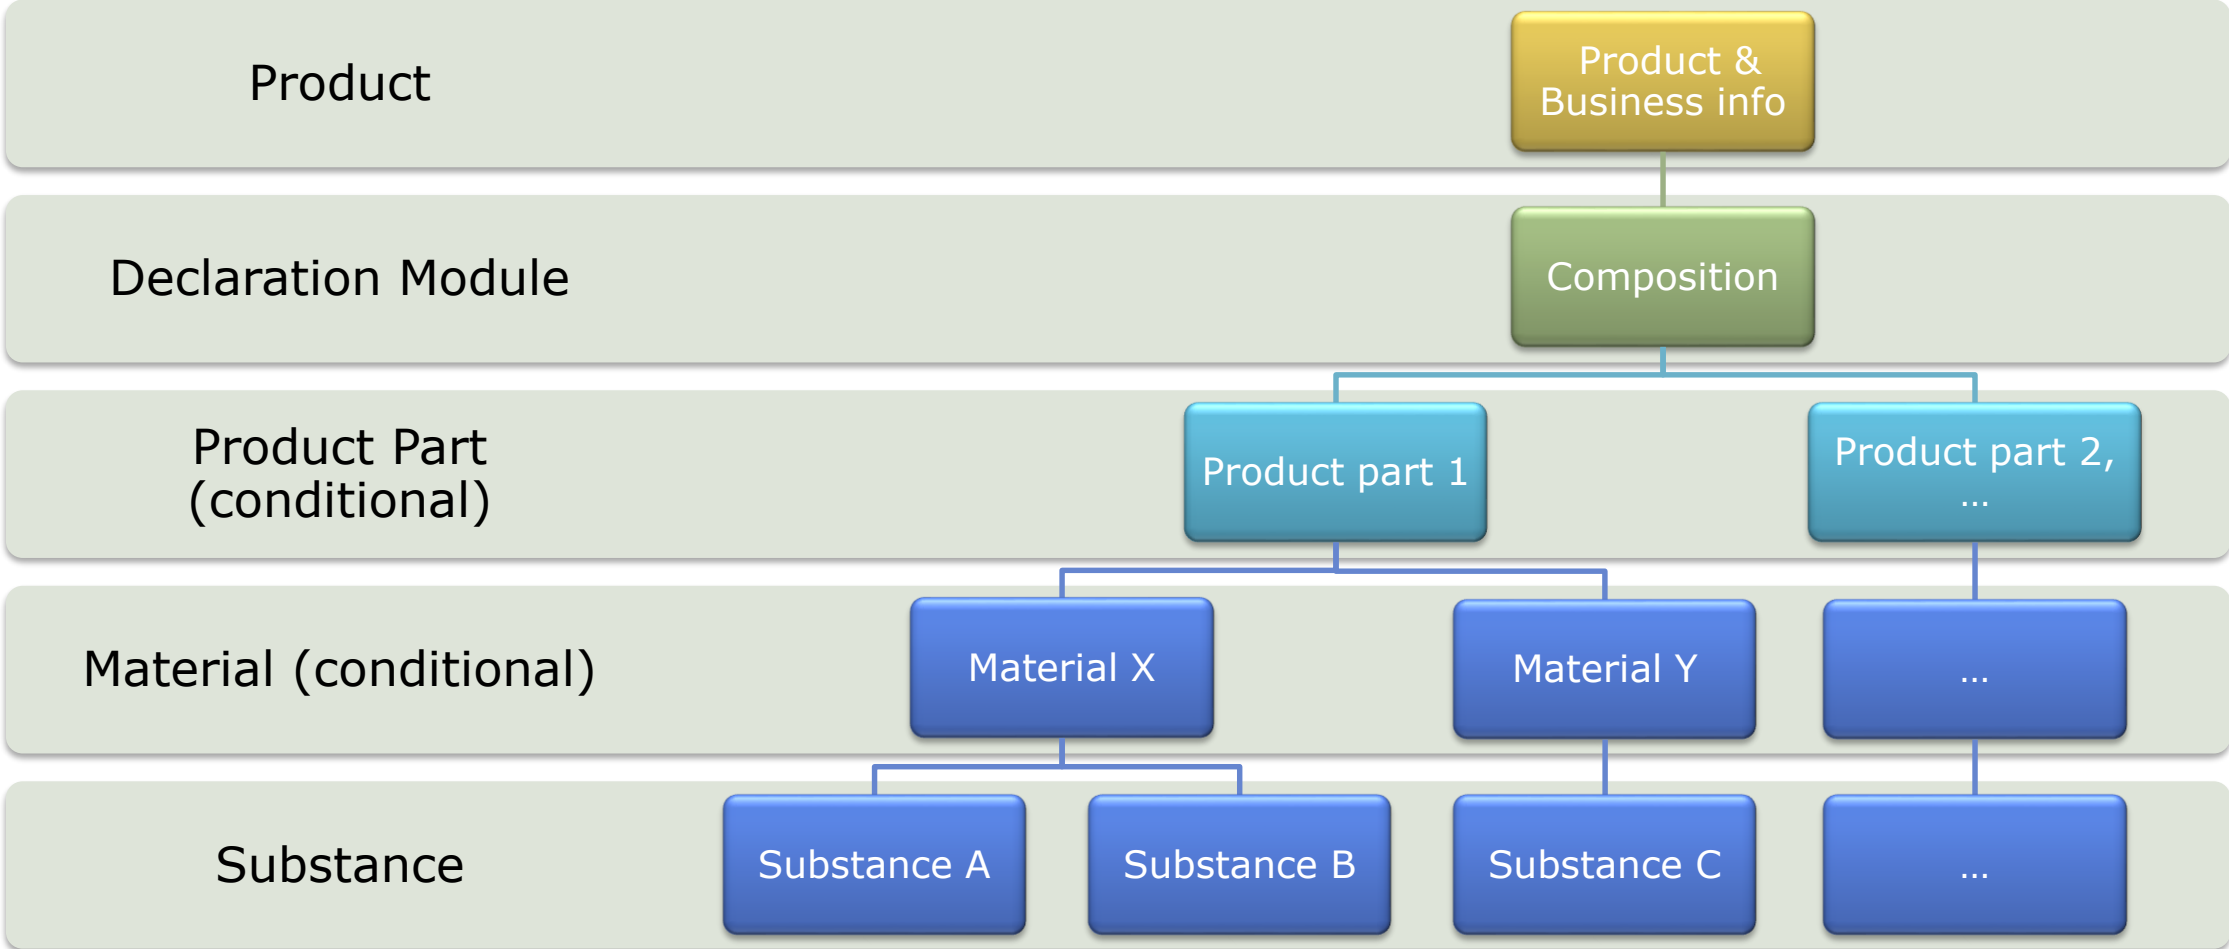 Product
Product &
Business info
Declaration Module
Composition
Product Part
(conditional)
Product part 1
Product part 2,
...
Material (conditional)
Material X
Material Y
...
Substance
Substance A
Substance B
Substance C
...